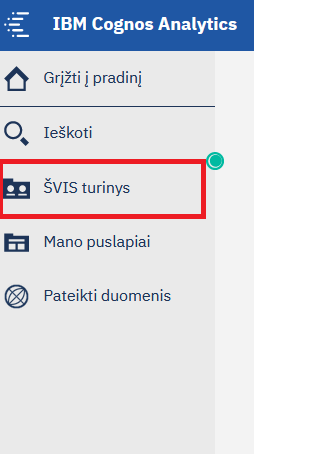 IBM Cognos Analytics
Grįžti į pradinį
Ieškoti
ŠVIS turinys
Mano puslapiai
Pateikti duomenis